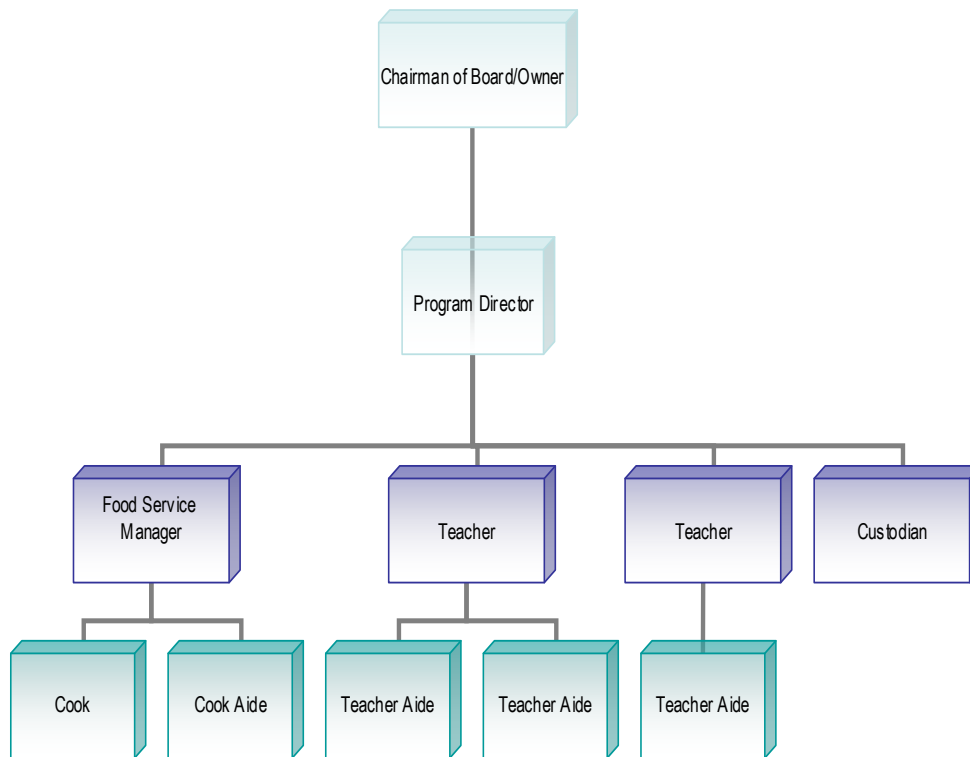 Chairman of Board/Owner
Program Director
Food Service
Manager
Teacher
Teacher
Custodian
Cook
Cook Aide
Teacher Aide
Teacher Aide
Teacher Aide